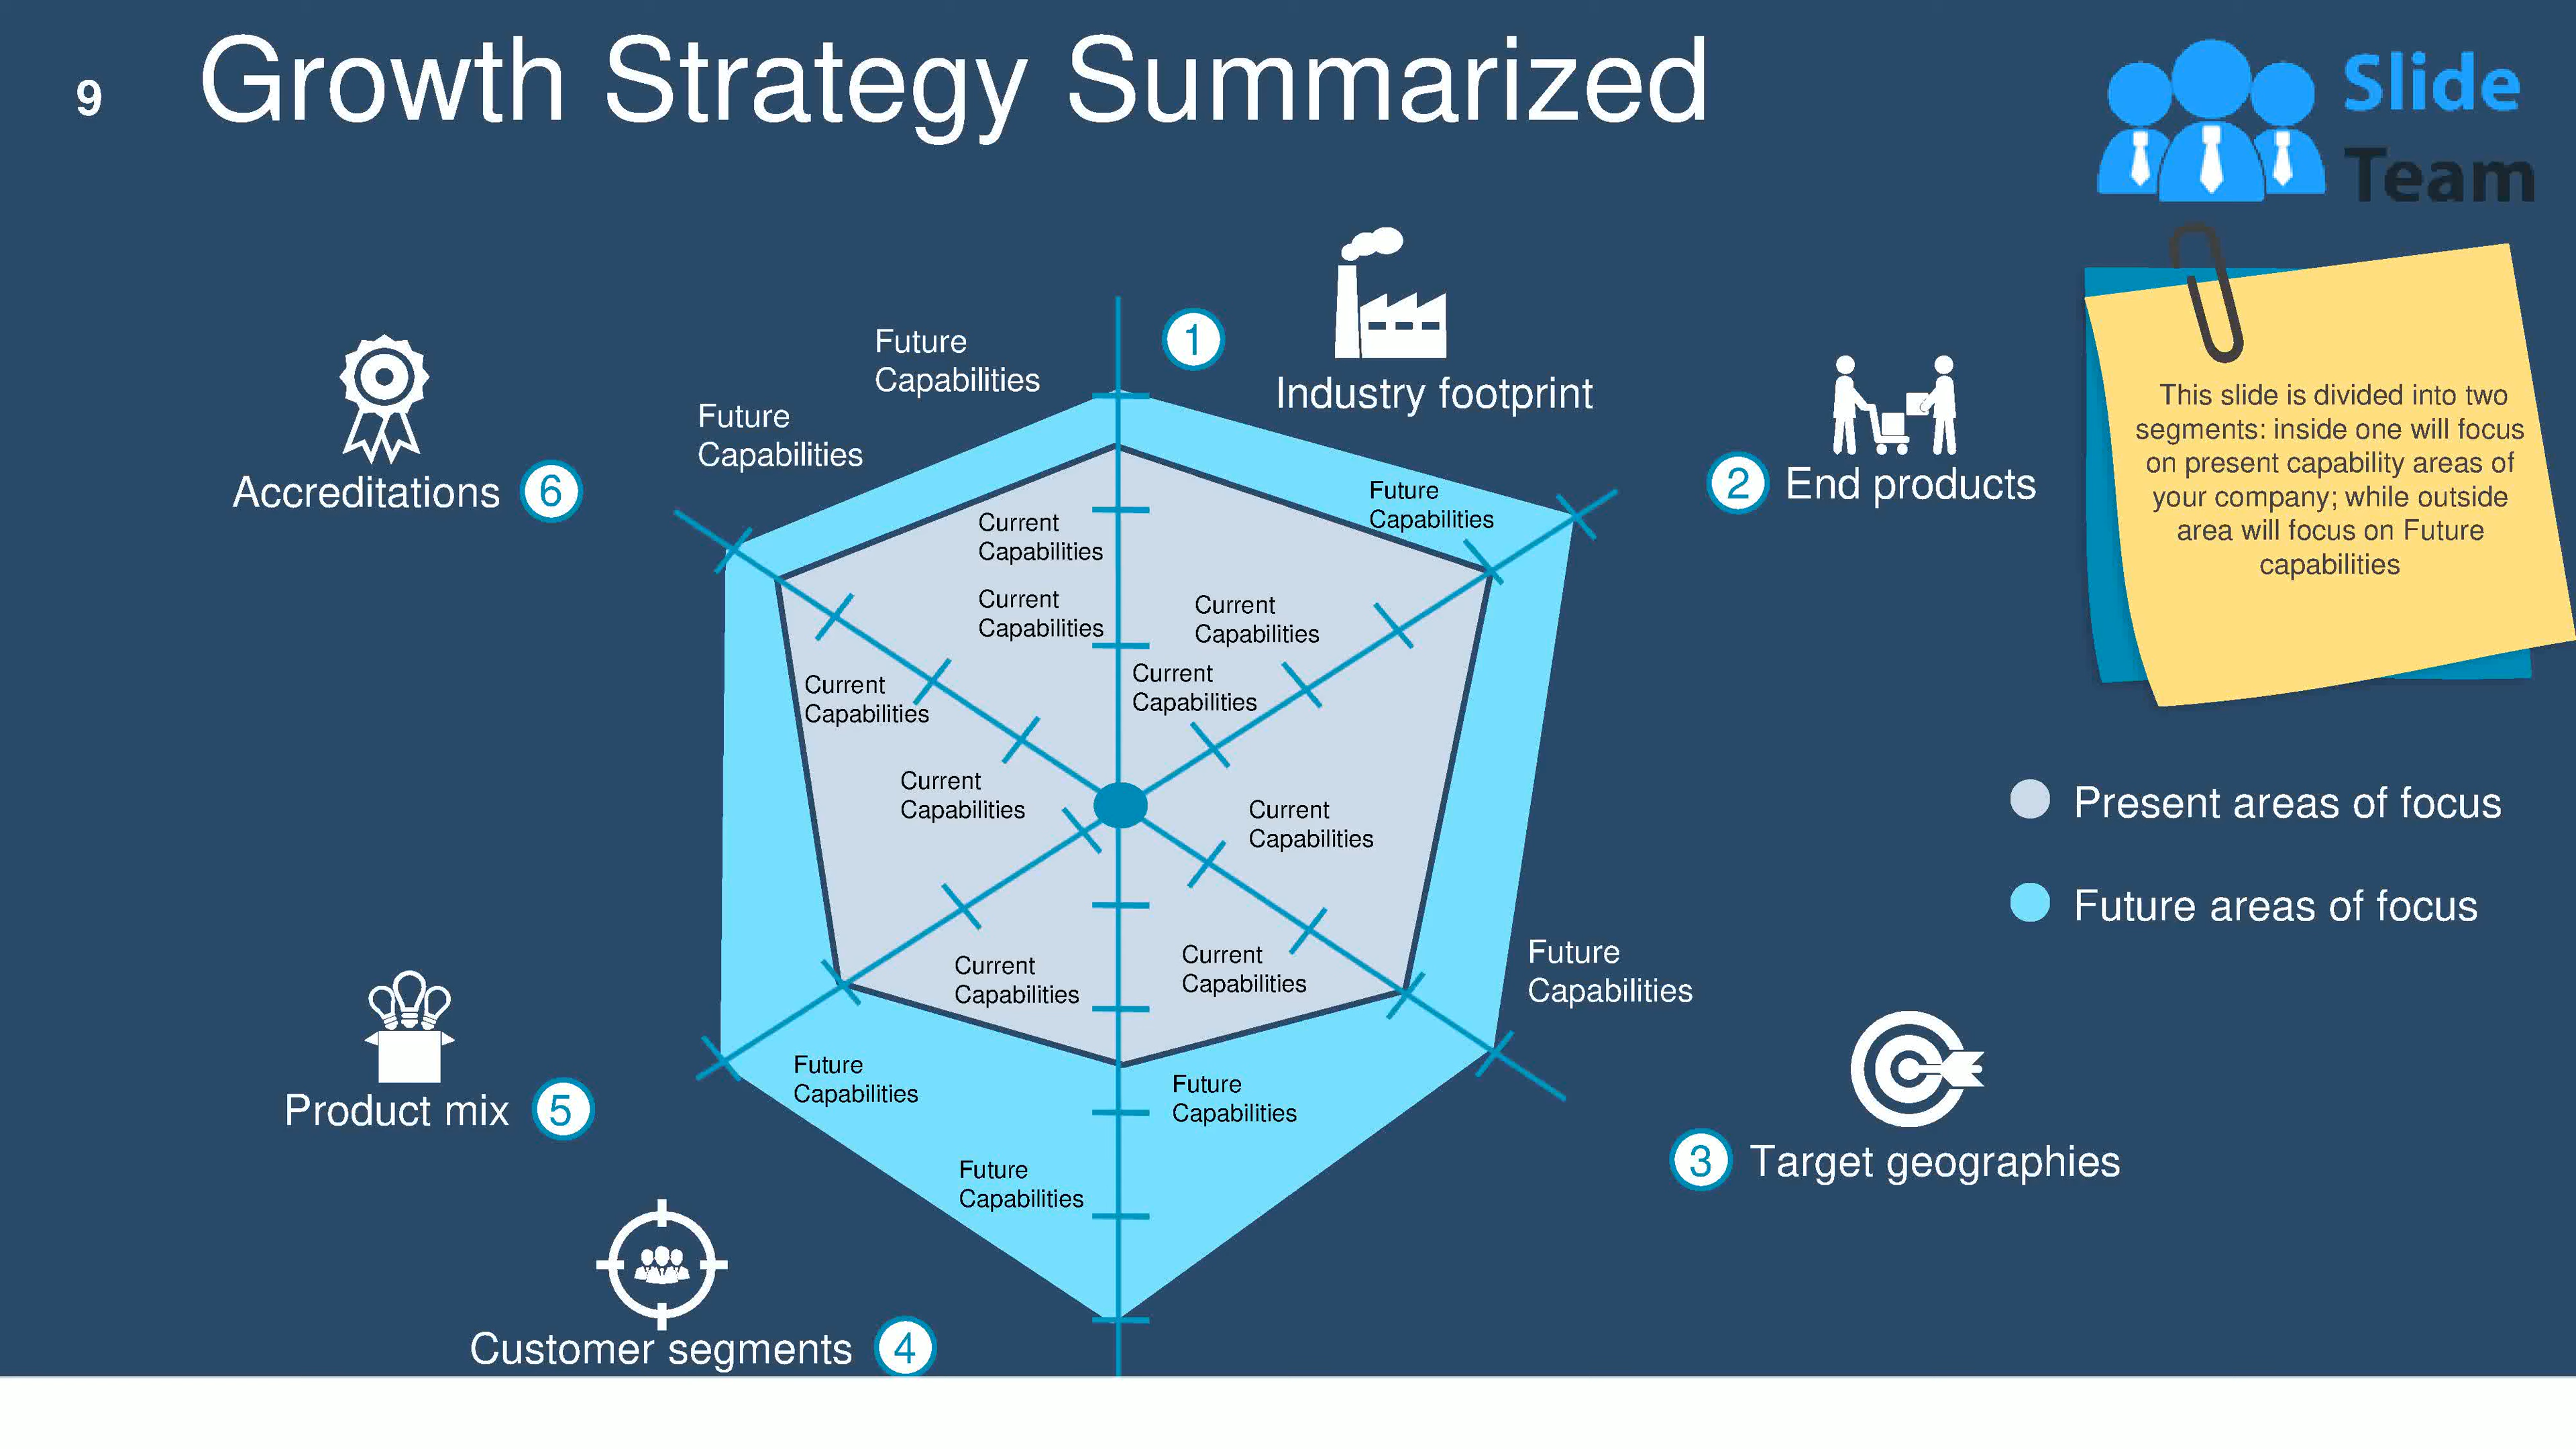 9
Growth Strategy Summarized
Slide
Team
1
Industry footprint
Future
Capabilities
Future
Capabilities
Accreditations 6
2 End products
Future
Capabilities
This slide is divided into two
segments: inside one will focus
on present capability areas of
your company; while outside
area will focus on Future
capabilities
Current
Capabilities
Current
Capabilities
Current
Capabilities
Current
Capabilities
Current
Capabilities
Current
Capabilities
Current
Capabilities
Present areas of focus
Future areas of focus
Current
Capabilities
Current
Capabilities
Future
Capabilities
Future
Capabilities
Future
Capabilities
Product mix 5
3 Target geographies
Future
Capabilities
Customer segments 4